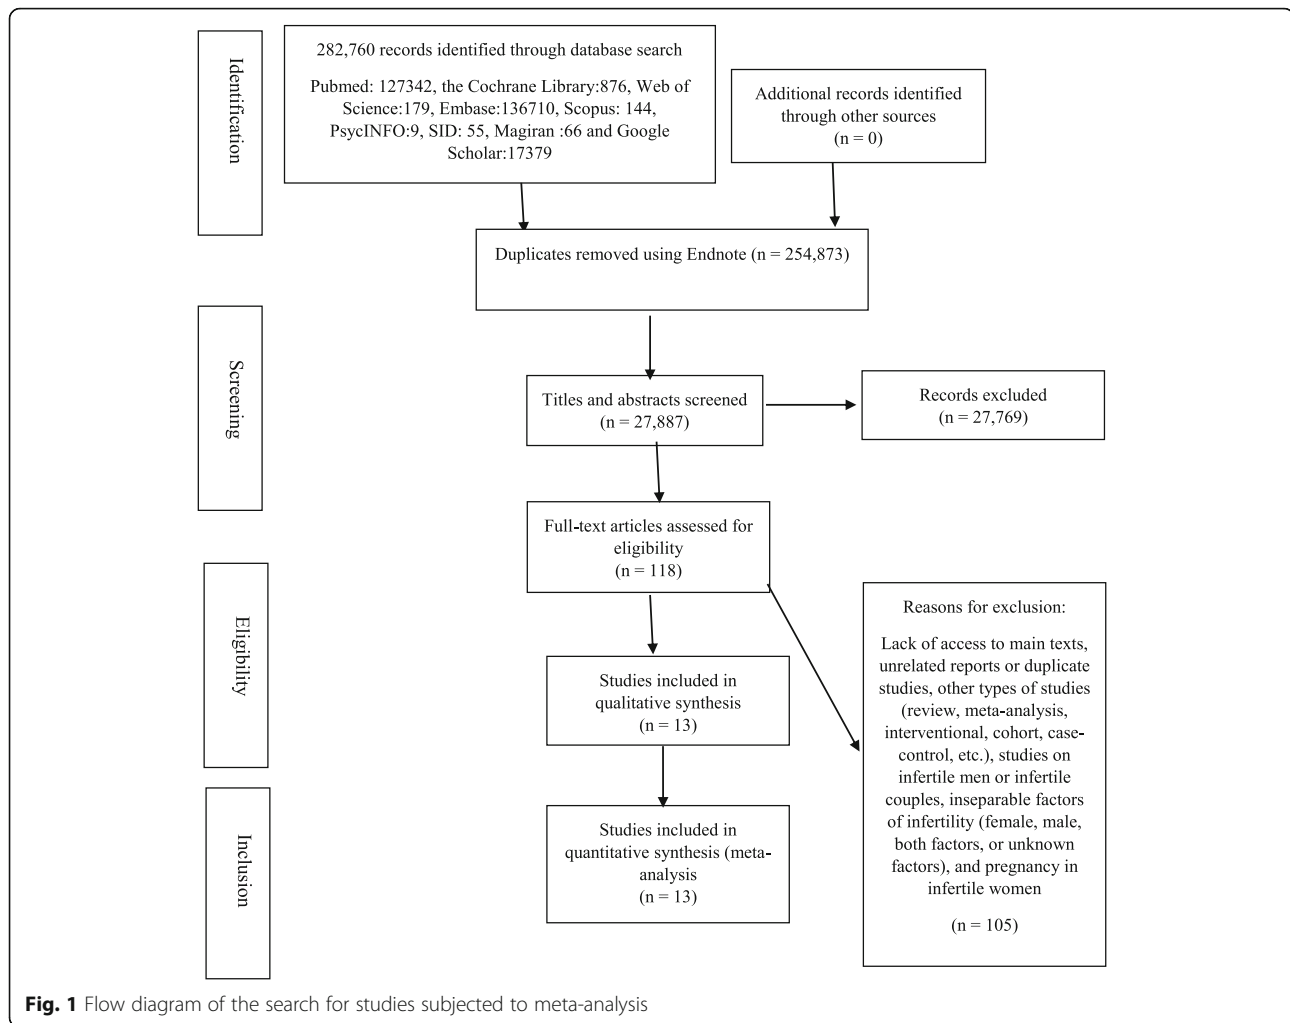 Identification
282,760 records identified through database search
Pubmed: 127342, the Cochrane Library:876, Web of
Science:179, Embase:136710, Scopus: 144,
PsycINFO:9, SID: 55, Magiran :66 and Google
Scholar:17379
Additional records identified
through other sources
(n = 0)
Duplicates removed using Endnote (n = 254,873)
Screening
Titles and abstracts screened
(n = 27,887)
Records excluded
(n = 27,769)
Full-text articles assessed for
eligibility
(n = 118)
Eligibility
Studies included in
qualitative synthesis
(n = 13)
Reasons for exclusion:
Lack of access to main texts,
unrelated reports or duplicate
studies, other types of studies
(review, meta-analysis,
interventional, cohort, case-
control, etc.), studies on
infertile men or infertile
couples, inseparable factors
of infertility (female, male,
both factors, or unknown
factors), and pregnancy in
infertile women
(n = 105)
Inclusion
Studies included in
quantitative synthesis (meta-
analysis
(n = 13)
Fig. 1 Flow diagram of the search for studies subjected to meta-analysis